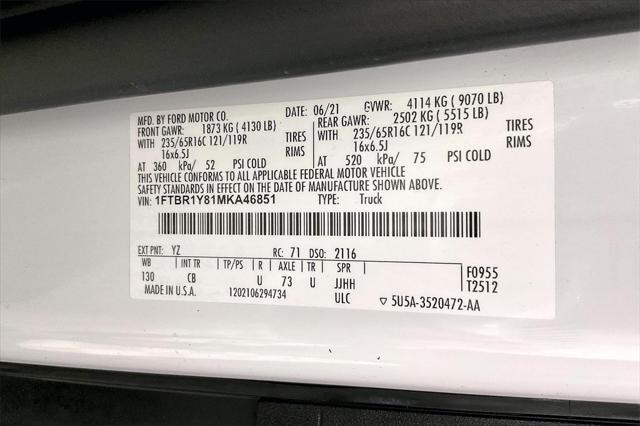 MFD. BY FORD MOTOR CO. DATE: 06/21 GVWR: 4114 KG ( 9070 LB)
FRONT GAWR: 1873 KG ( 4130 LB) REAR GAWR: 2502 KG ( 5515 LB)
WITH 235/65R16C 121/119R TIRES WITH 235/65R16C 121/119R TIRES
16x6.5J RIMS 16x6.5J RIMS
AT 360 kPa/ 52 PSI COLD AT 520 kPa/ 75 PSI COLD
THIS VEHICLE CONFORMS TO ALL APPLICABLE FEDERAL MOTOR VEHICLE
SAFETY STANDARDS IN EFFECT ON THE DATE OF MANUFACTURE SHOWN ABOVE.
VIN: 1FTBR1Y81MKA46851 TYPE: Truck
EXT PNT: YZ RC: 71 DSO: 2116
WB INT TR TP/PS R AXLE TR SPR F0955
130 CB U 73 U JJHH T2512
MADE IN U.S.A. 1202106294734 ULC ▽ 5U5A-3520472-AA